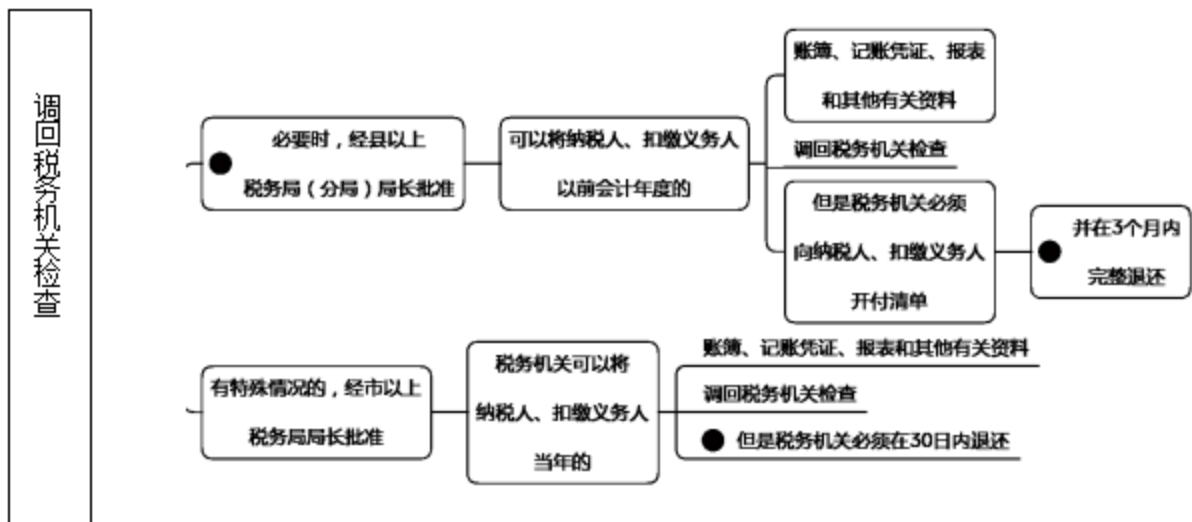 调回税务机关检查
必要时，经县以上
税务局（分局）局长批准
可以将纳税人、扣缴义务人
以前会计年度的
账簿、记账凭证、报表
和其他有关资料
调回税务机关检查
但是税务机关必须
向纳税人、扣缴义务人
开付清单
并在3个月内
完整退还
有特殊情况的，经市以上
税务局局长批准
税务机关可以将
纳税人、扣缴义务人
当年的
账簿、记账凭证、报表和其他有关资料
调回税务机关检查
但是税务机关必须在30日内退还